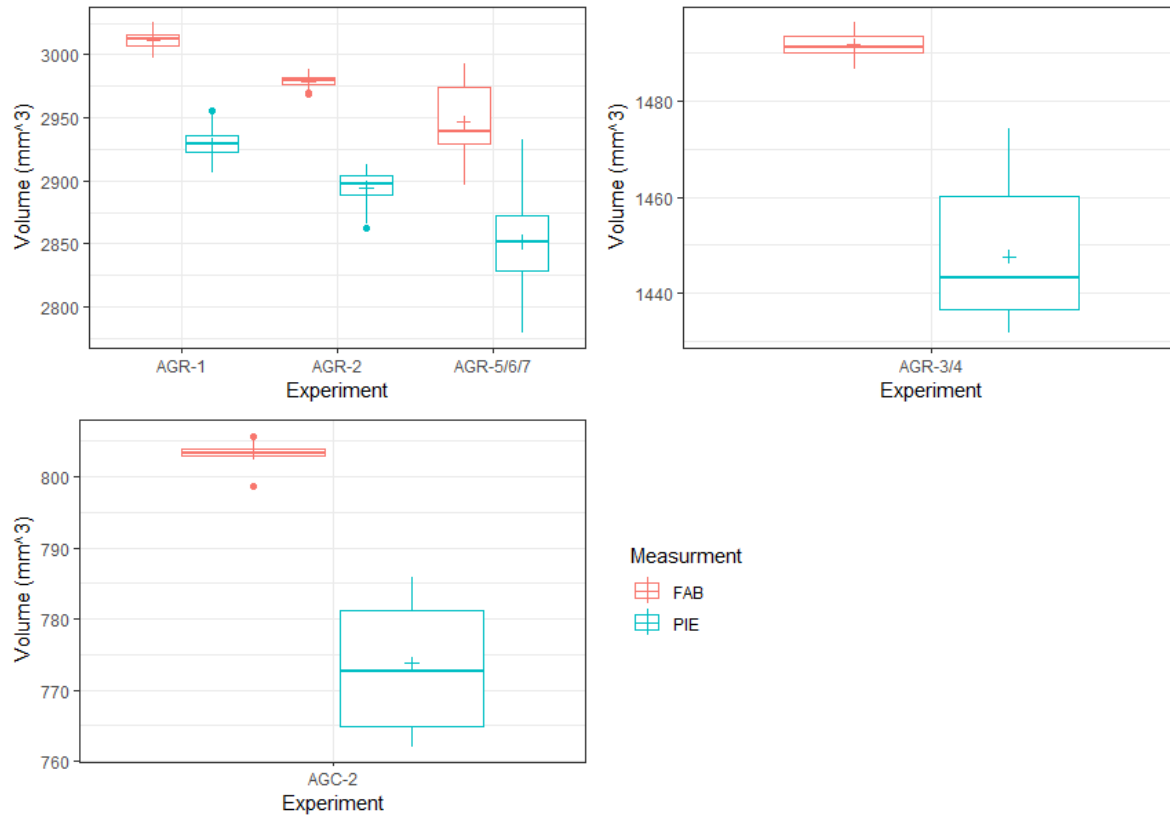 Volume (mm^3)
3000
2950
2900
2850
2800
AGR-1 AGR-2 AGR-5/6/7
Experiment
Volume (mm^3)
1480
1460
1440
AGR-3/4
Experiment
Volume (mm^3)
800
790
780
770
760
AGC-2
Experiment
Measurment
FAB
PIE